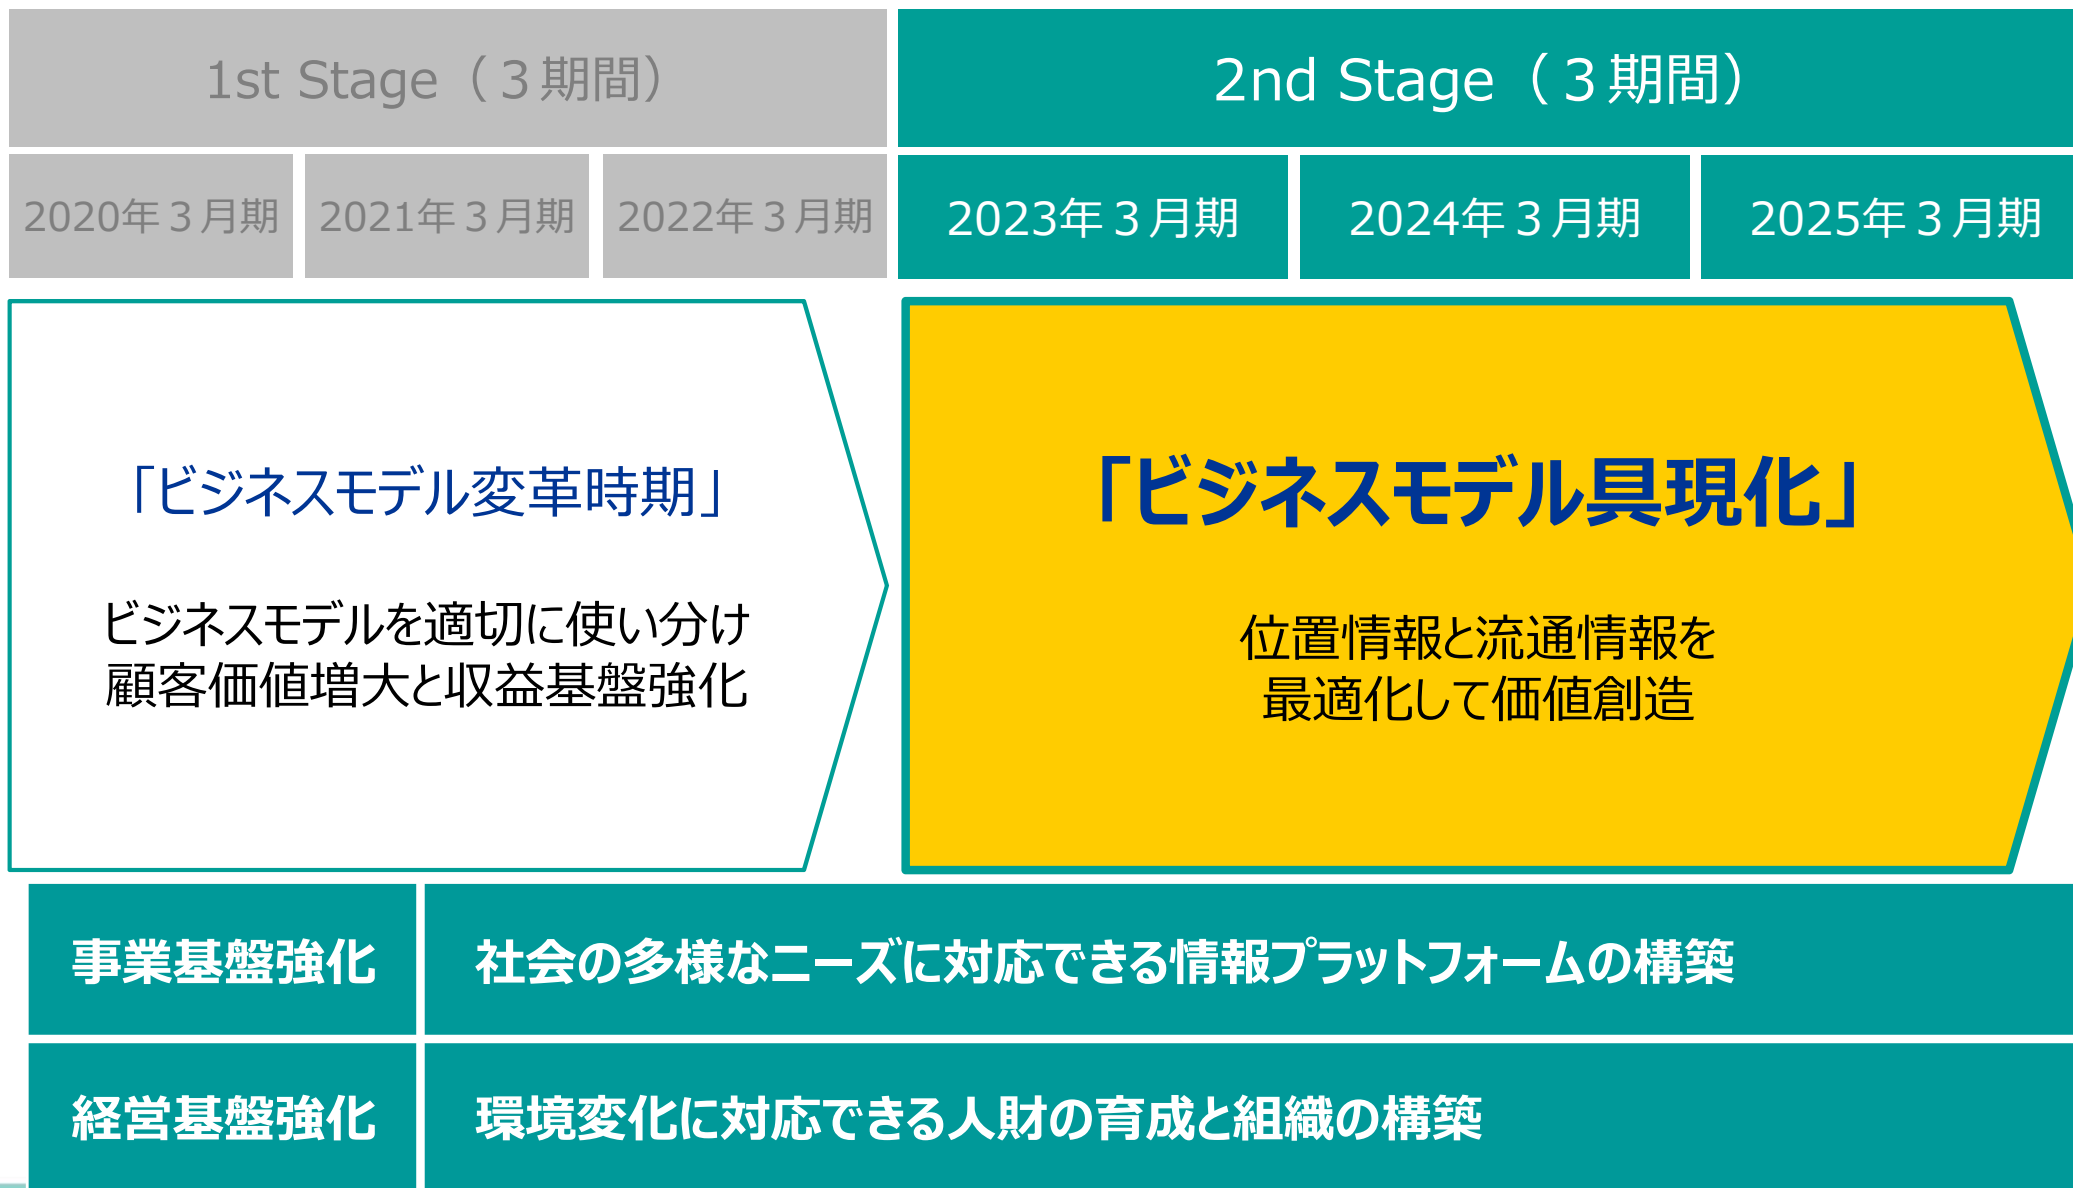 1st Stage（３期間）
2nd Stage（３期間）
2020年３月期
2021年３月期
2022年３月期
2023年３月期
2024年３月期
2025年３月期
「ビジネスモデル変革時期」
ビジネスモデルを適切に使い分け
顧客価値増大と収益基盤強化
「ビジネスモデル具現化」
位置情報と流通情報を
最適化して価値創造
事業基盤強化
社会の多様なニーズに対応できる情報プラットフォームの構築
経営基盤強化
環境変化に対応できる人財の育成と組織の構築